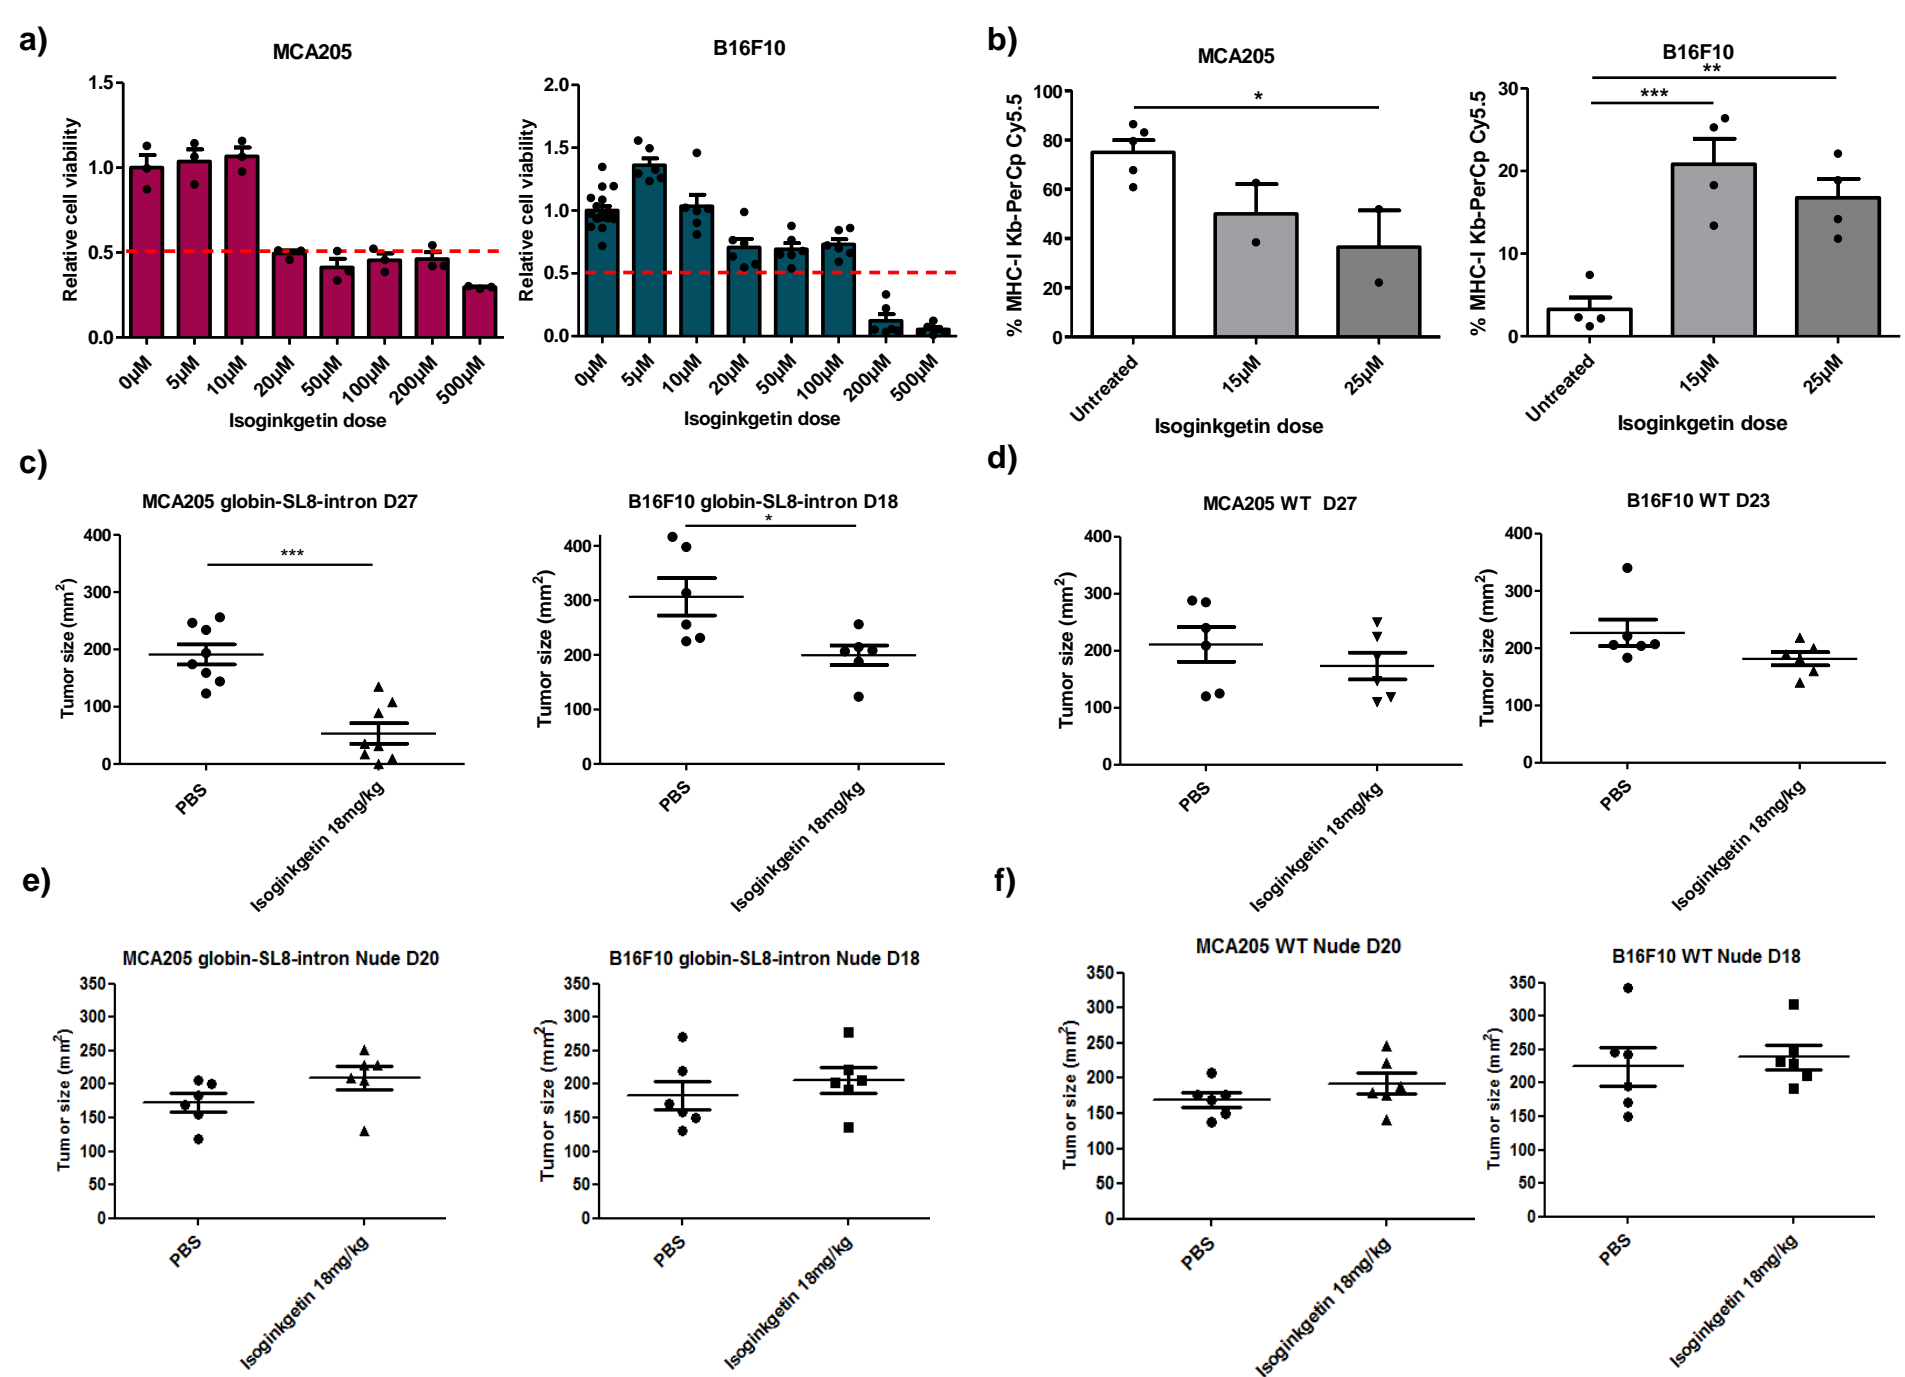 a)
MCA205
Relative cell viability
1.5
1.0
0.5
0.0
0µM
5µM
10µM
20µM
50µM
100µM
200µM
500µM
Isoginkgetin dose
B16F10
Relative cell viability
2.0
1.5
1.0
0.5
0.0
0µM
5µM
10µM
20µM
50µM
100µM
200µM
500µM
Isoginkgetin dose
b)
MCA205
% MHC-I Kb-PerCp Cy5.5
100
80
60
40
20
0
*
Untreated
15µM
25µM
Isoginkgetin dose
B16F10
% MHC-I Kb-PerCp Cy5.5
30
20
10
0
**
***
Untreated
15µM
25µM
Isoginkgetin dose
c)
MCA205 globin-SL8-intron D27
Tumor size (mm²)
400
300
200
100
0
***
PBS
Isoginkgetin 18mg/kg
B16F10 globin-SL8-intron D18
Tumor size (mm²)
400
300
200
100
0
*
PBS
Isoginkgetin 18mg/kg
d)
MCA205 WT D27
Tumor size (mm²)
400
300
200
100
0
PBS
Isoginkgetin 18mg/kg
B16F10 WT D23
Tumor size (mm²)
400
300
200
100
0
PBS
Isoginkgetin 18mg/kg
e)
MCA205 globin-SL8-intron Nude D20
Tumor size (mm²)
350
300
250
200
150
100
50
0
PBS
Isoginkgetin 18mg/kg
B16F10 globin-SL8-intron Nude D18
Tumor size (mm²)
350
300
250
200
150
100
50
0
PBS
Isoginkgetin 18mg/kg
f)
MCA205 WT Nude D20
Tumor size (mm²)
350
300
250
200
150
100
50
0
PBS
Isoginkgetin 18mg/kg
B16F10 WT Nude D18
Tumor size (mm²)
350
300
250
200
150
100
50
0
PBS
Isoginkgetin 18mg/kg